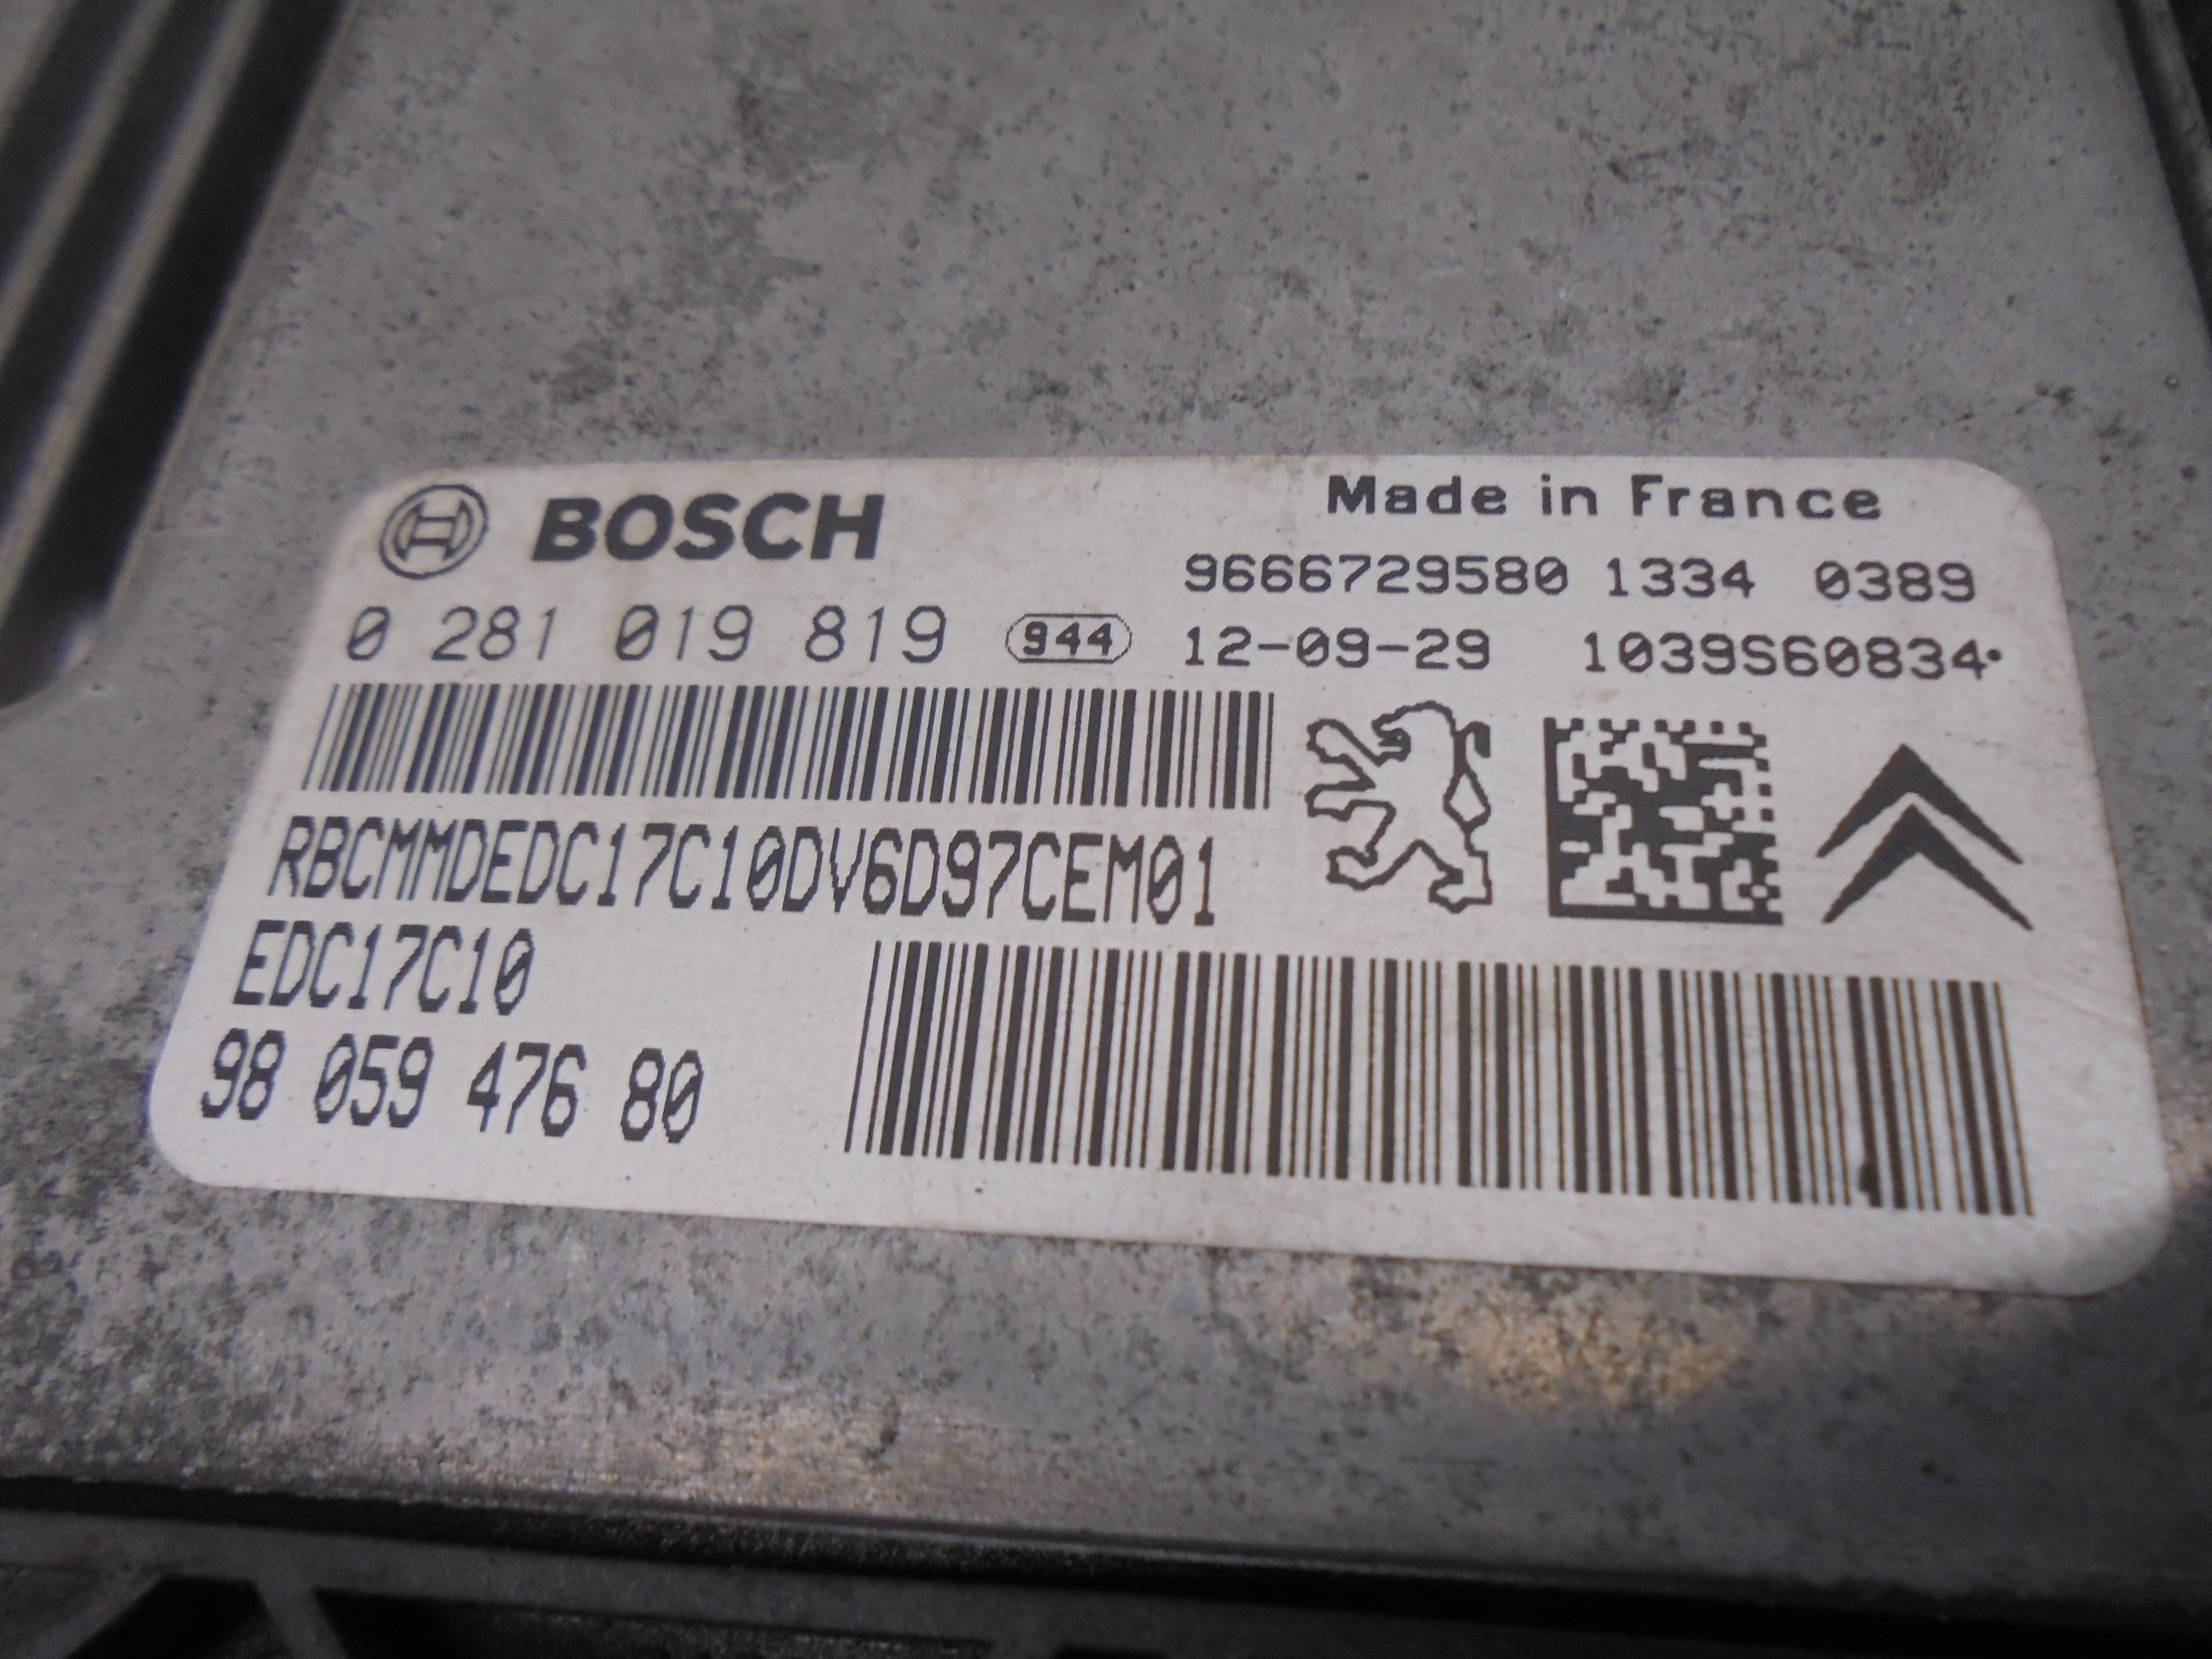 BOSCH
Made in France
9666729580 1334 0389
0 281 019 819 944 12-09-29 1039S60834
RBCMMDEDC17C10DV6D97CEM01
EDC17C10
98 059 476 80